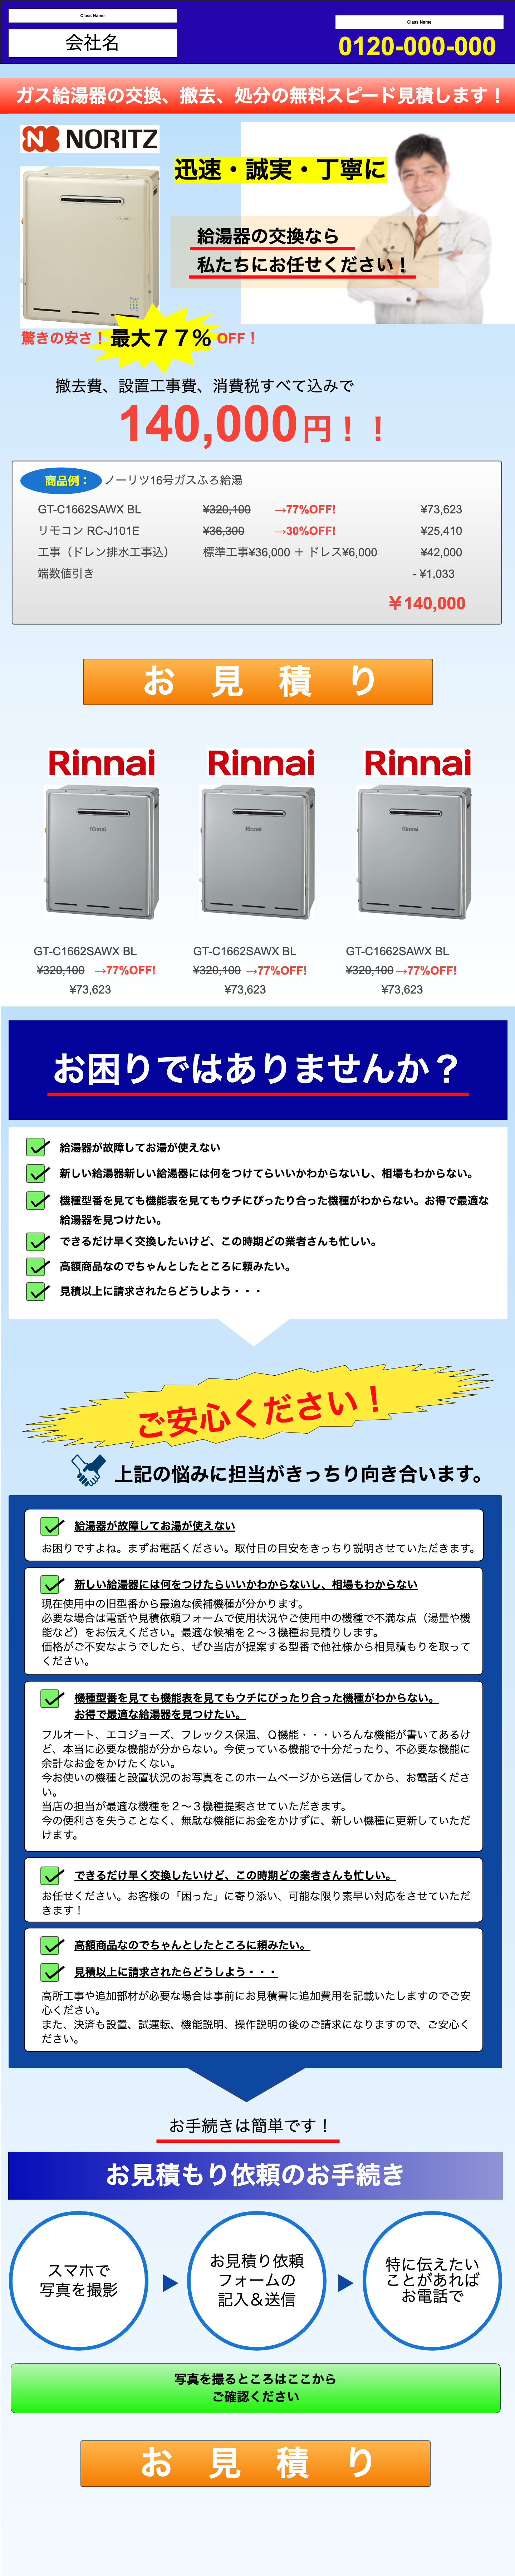 Class Name
会社名
Class Name
0120-000-000
ガス給湯器の交換、撤去、処分の無料スピード見積します！
NORITZ
迅速・誠実・丁寧に
給湯器の交換なら
私たちにお任せください！
驚きの安さ！最大７７％OFF！
撤去費、設置工事費、消費税すべて込みで
140,000円！！
商品例：ノーリツ16号ガスふろ給湯
GT-C1662SAWX BL ¥320,100 →77%OFF! ¥73,623
リモコン RC-J101E ¥36,300 →30%OFF! ¥25,410
工事（ドレン排水工事込） 標準工事¥36,000 ＋ ドレス¥6,000 ¥42,000
端数値引き - ¥1,033
￥140,000
お見積り
Rinnai Rinnai Rinnai
Rinnai Rinnai Rinnai
GT-C1662SAWX BL GT-C1662SAWX BL GT-C1662SAWX BL
¥320,100 →77%OFF! ¥320,100 →77%OFF! ¥320,100 →77%OFF!
¥73,623 ¥73,623 ¥73,623
お困りではありませんか？
給湯器が故障してお湯が使えない
新しい給湯器新しい給湯器には何をつけてらいいかわからないし、相場もわからない。
機種型番を見ても機能表を見てもウチにぴったり合った機種がわからない。お得で最適な
給湯器を見つけたい。
できるだけ早く交換したいけど、この時期どの業者さんも忙しい。
高額商品なのでちゃんとしたところに頼みたい。
見積以上に請求されたらどうしよう・・・
ご安心ください！
上記の悩みに担当がきっちり向き合います。
給湯器が故障してお湯が使えない
お困りですよね。まずお電話ください。取付日の目安をきっちり説明させていただきます。
新しい給湯器には何をつけたらいいかわからないし、相場もわからない
現在使用中の旧型番から最適な候補機種が分かります。
必要な場合は電話や見積依頼フォームで使用状況やご使用中の機種で不満な点（湯量や機
能など）をお伝えください。最適な候補を２〜３機種お見積りします。
価格がご不安なようでしたら、ぜひ当店が提案する型番で他社様から相見積もりを取って
ください。
機種型番を見ても機能表を見てもウチにぴったり合った機種がわからない。
お得で最適な給湯器を見つけたい。
フルオート、エコジョーズ、フレックス保温、Ｑ機能・・・いろんな機能が書いてあるけ
ど、本当に必要な機能が分からない。今使っている機能で十分だったり、不必要な機能に
余計なお金をかけたくない。
今お使いの機種と設置状況のお写真をこのホームページから送信してから、お電話くださ
い。
当店の担当が最適な機種を２〜３機種提案させていただきます。
今の便利さを失うことなく、無駄な機能にお金をかけずに、新しい機種に更新していただ
けます。
できるだけ早く交換したいけど、この時期どの業者さんも忙しい。
お任せください。お客様の「困った」に寄り添い、可能な限り素早い対応をさせていただ
きます！
高額商品なのでちゃんとしたところに頼みたい。
見積以上に請求されたらどうしよう・・・
高所工事や追加部材が必要な場合は事前にお見積書に追加費用を記載いたしますのでご安
心ください。
また、決済も設置、試運転、機能説明、操作説明の後のご請求になりますので、ご安心く
ださい。
お手続きは簡単です！
お見積もり依頼のお手続き
スマホで
写真を撮影
お見積り依頼
フォームの
記入＆送信
特に伝えたい
ことがあれば
お電話で
写真を撮るところはここから
ご確認ください
お見積り